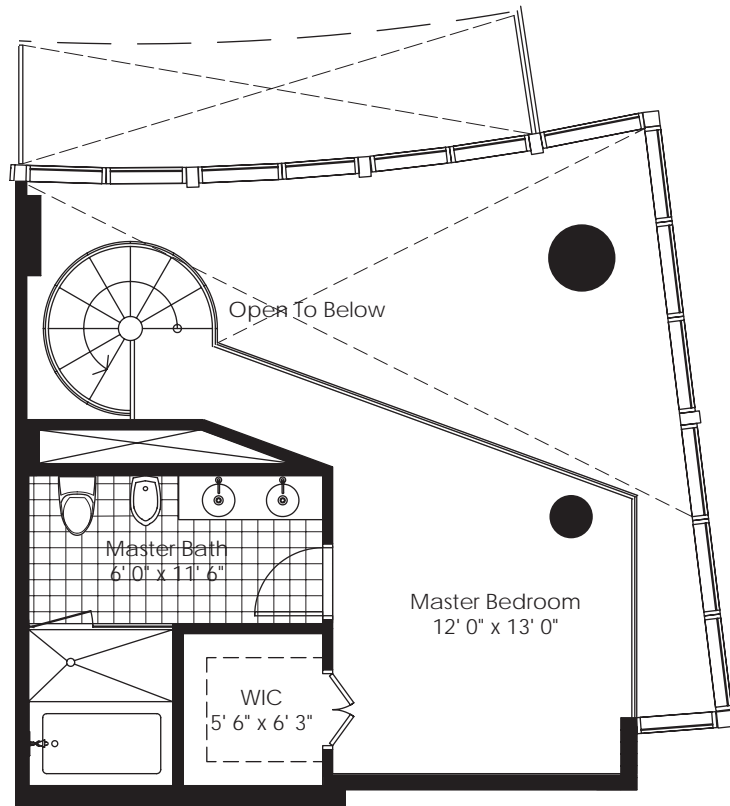 Open To Below
Master Bath
6' 0" x 11' 6"
Master Bedroom
12' 0" x 13' 0"
WIC
5' 6" x 6' 3"